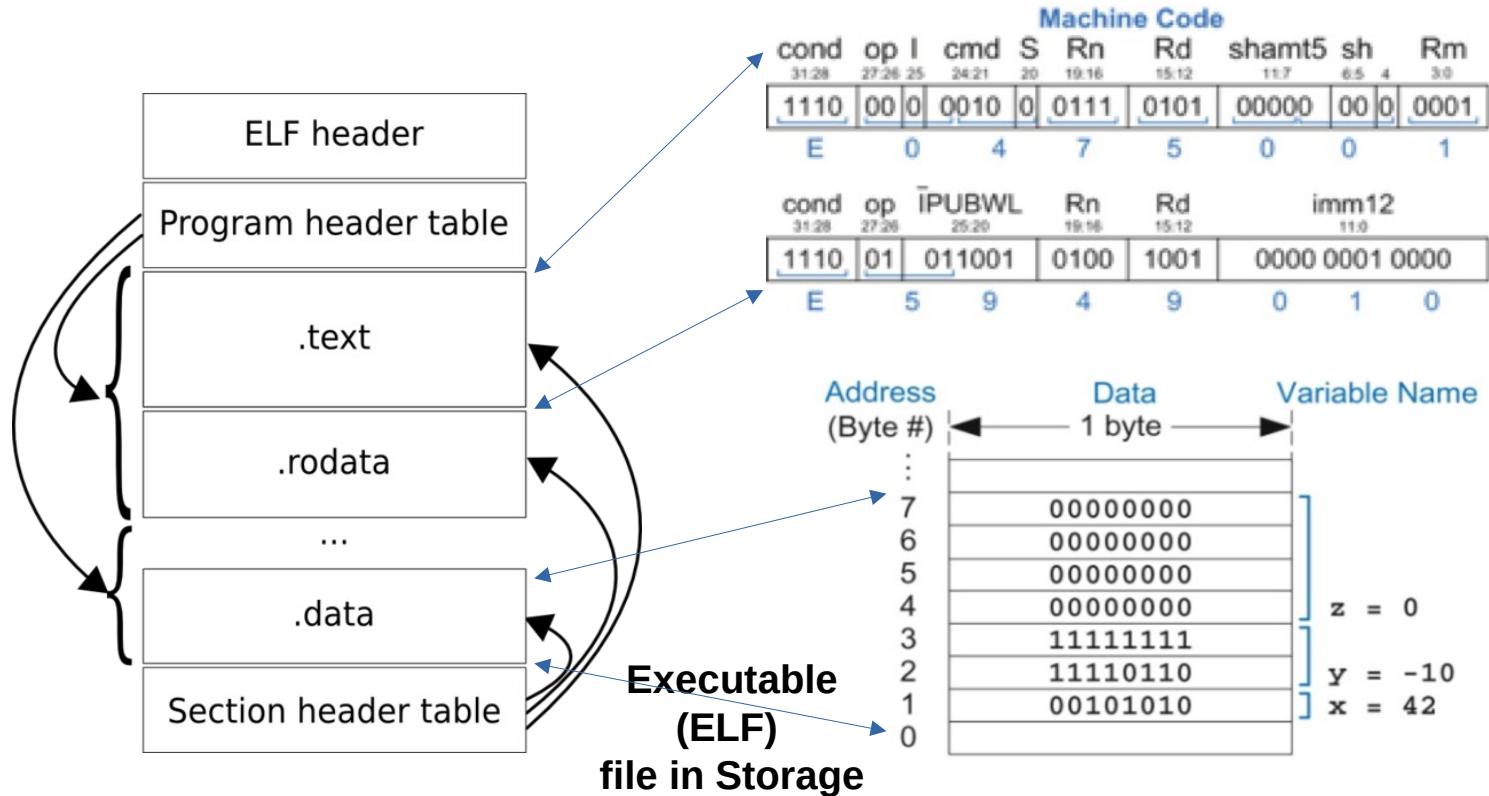 ELF header
Program header table
.text
.rodata
...
.data
Section header table
Executable
(ELF)
file in Storage
Machine Code
cond op I cmd S Rn Rd shamt5 sh Rm
31:28 27:26 25 24:21 20 19:16 15:12 11:7 6:5 4 3:0
1110 00 0 0010 0 0111 0101 00000 00 0 0001
E 0 4 7 5 0 0 1
cond op I̅PUBWL Rn Rd imm12
31:28 27:26 25:20 19:16 15:12 11:0
1110 01 011001 0100 1001 0000 0001 0000
E 5 9 4 9 0 1 0
Address Data Variable Name
(Byte #) 1 byte
⋮
7 00000000
6 00000000
5 00000000
4 00000000 z = 0
3 11111111
2 11110110 y = -10
1 00101010 x = 42
0